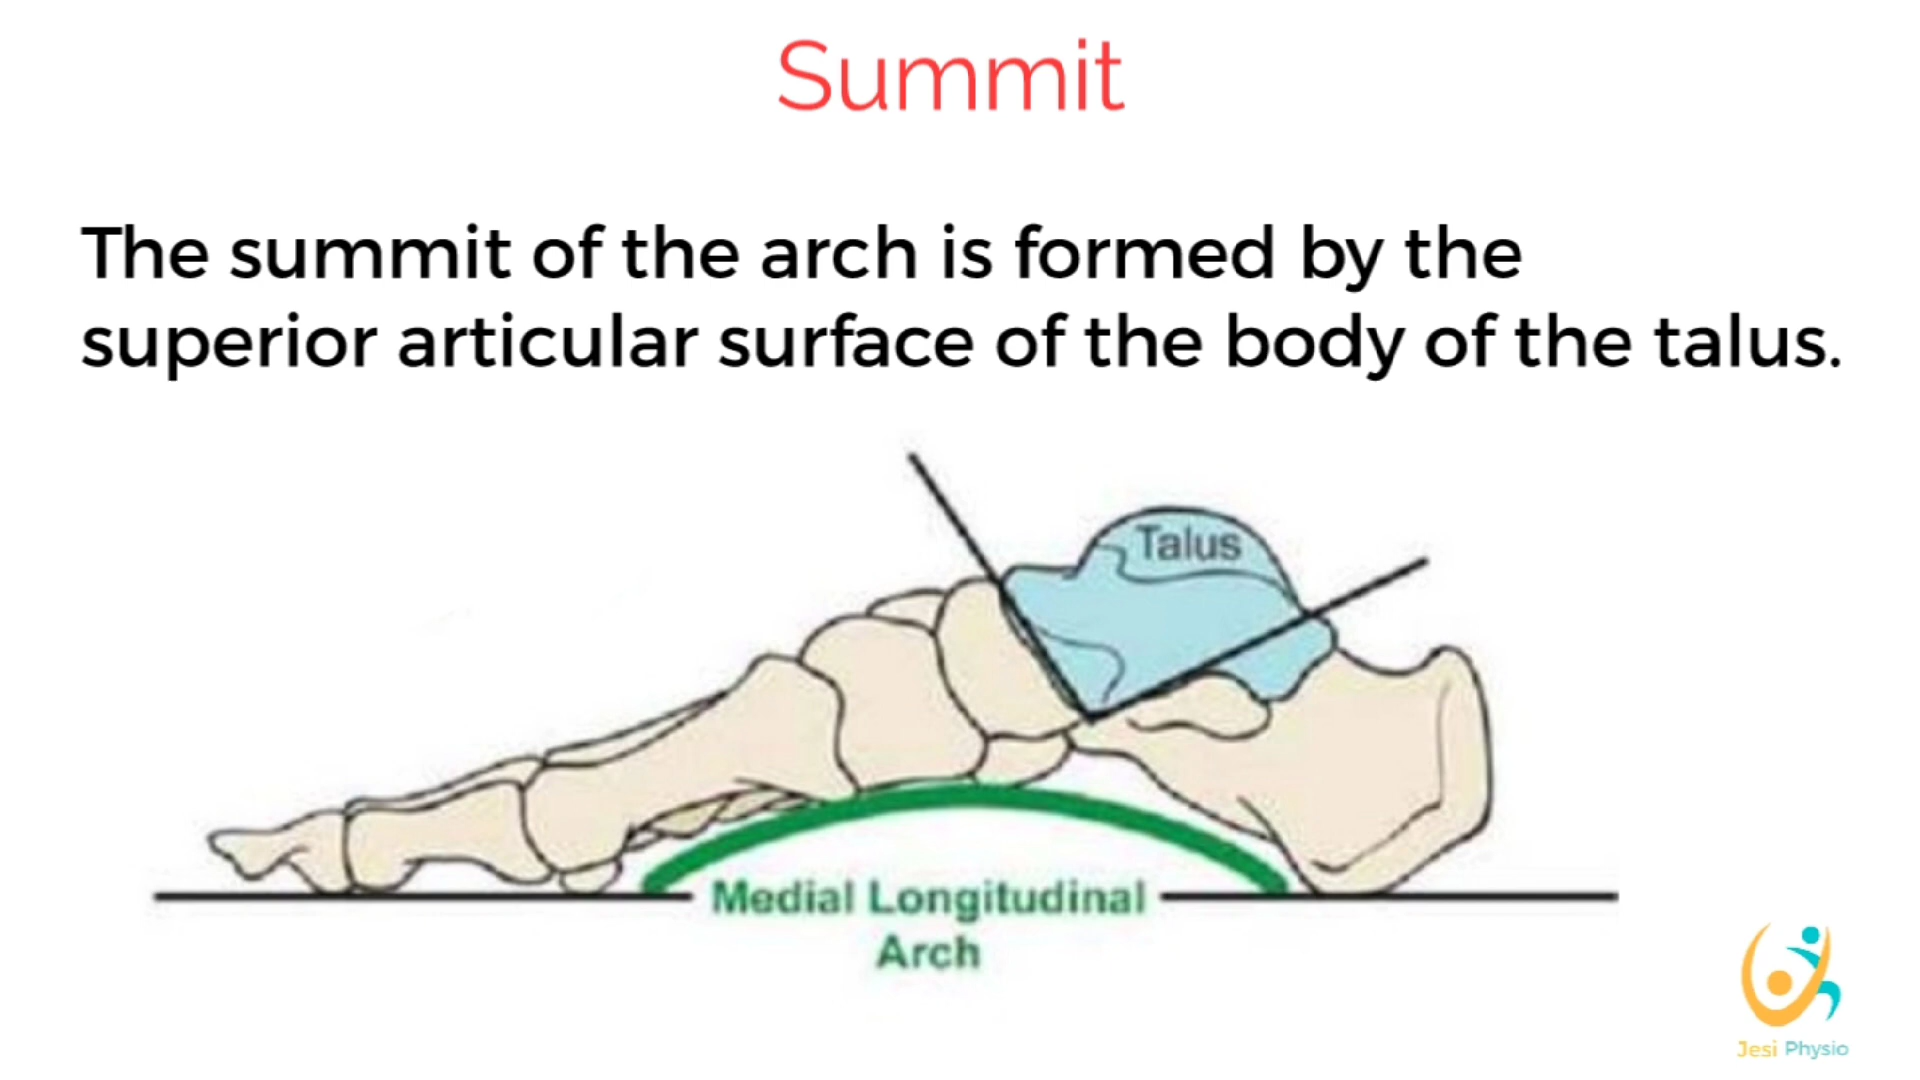 Summit
The summit of the arch is formed by the
superior articular surface of the body of the talus.
Talus
Medial Longitudinal
Arch
Jesi Physio